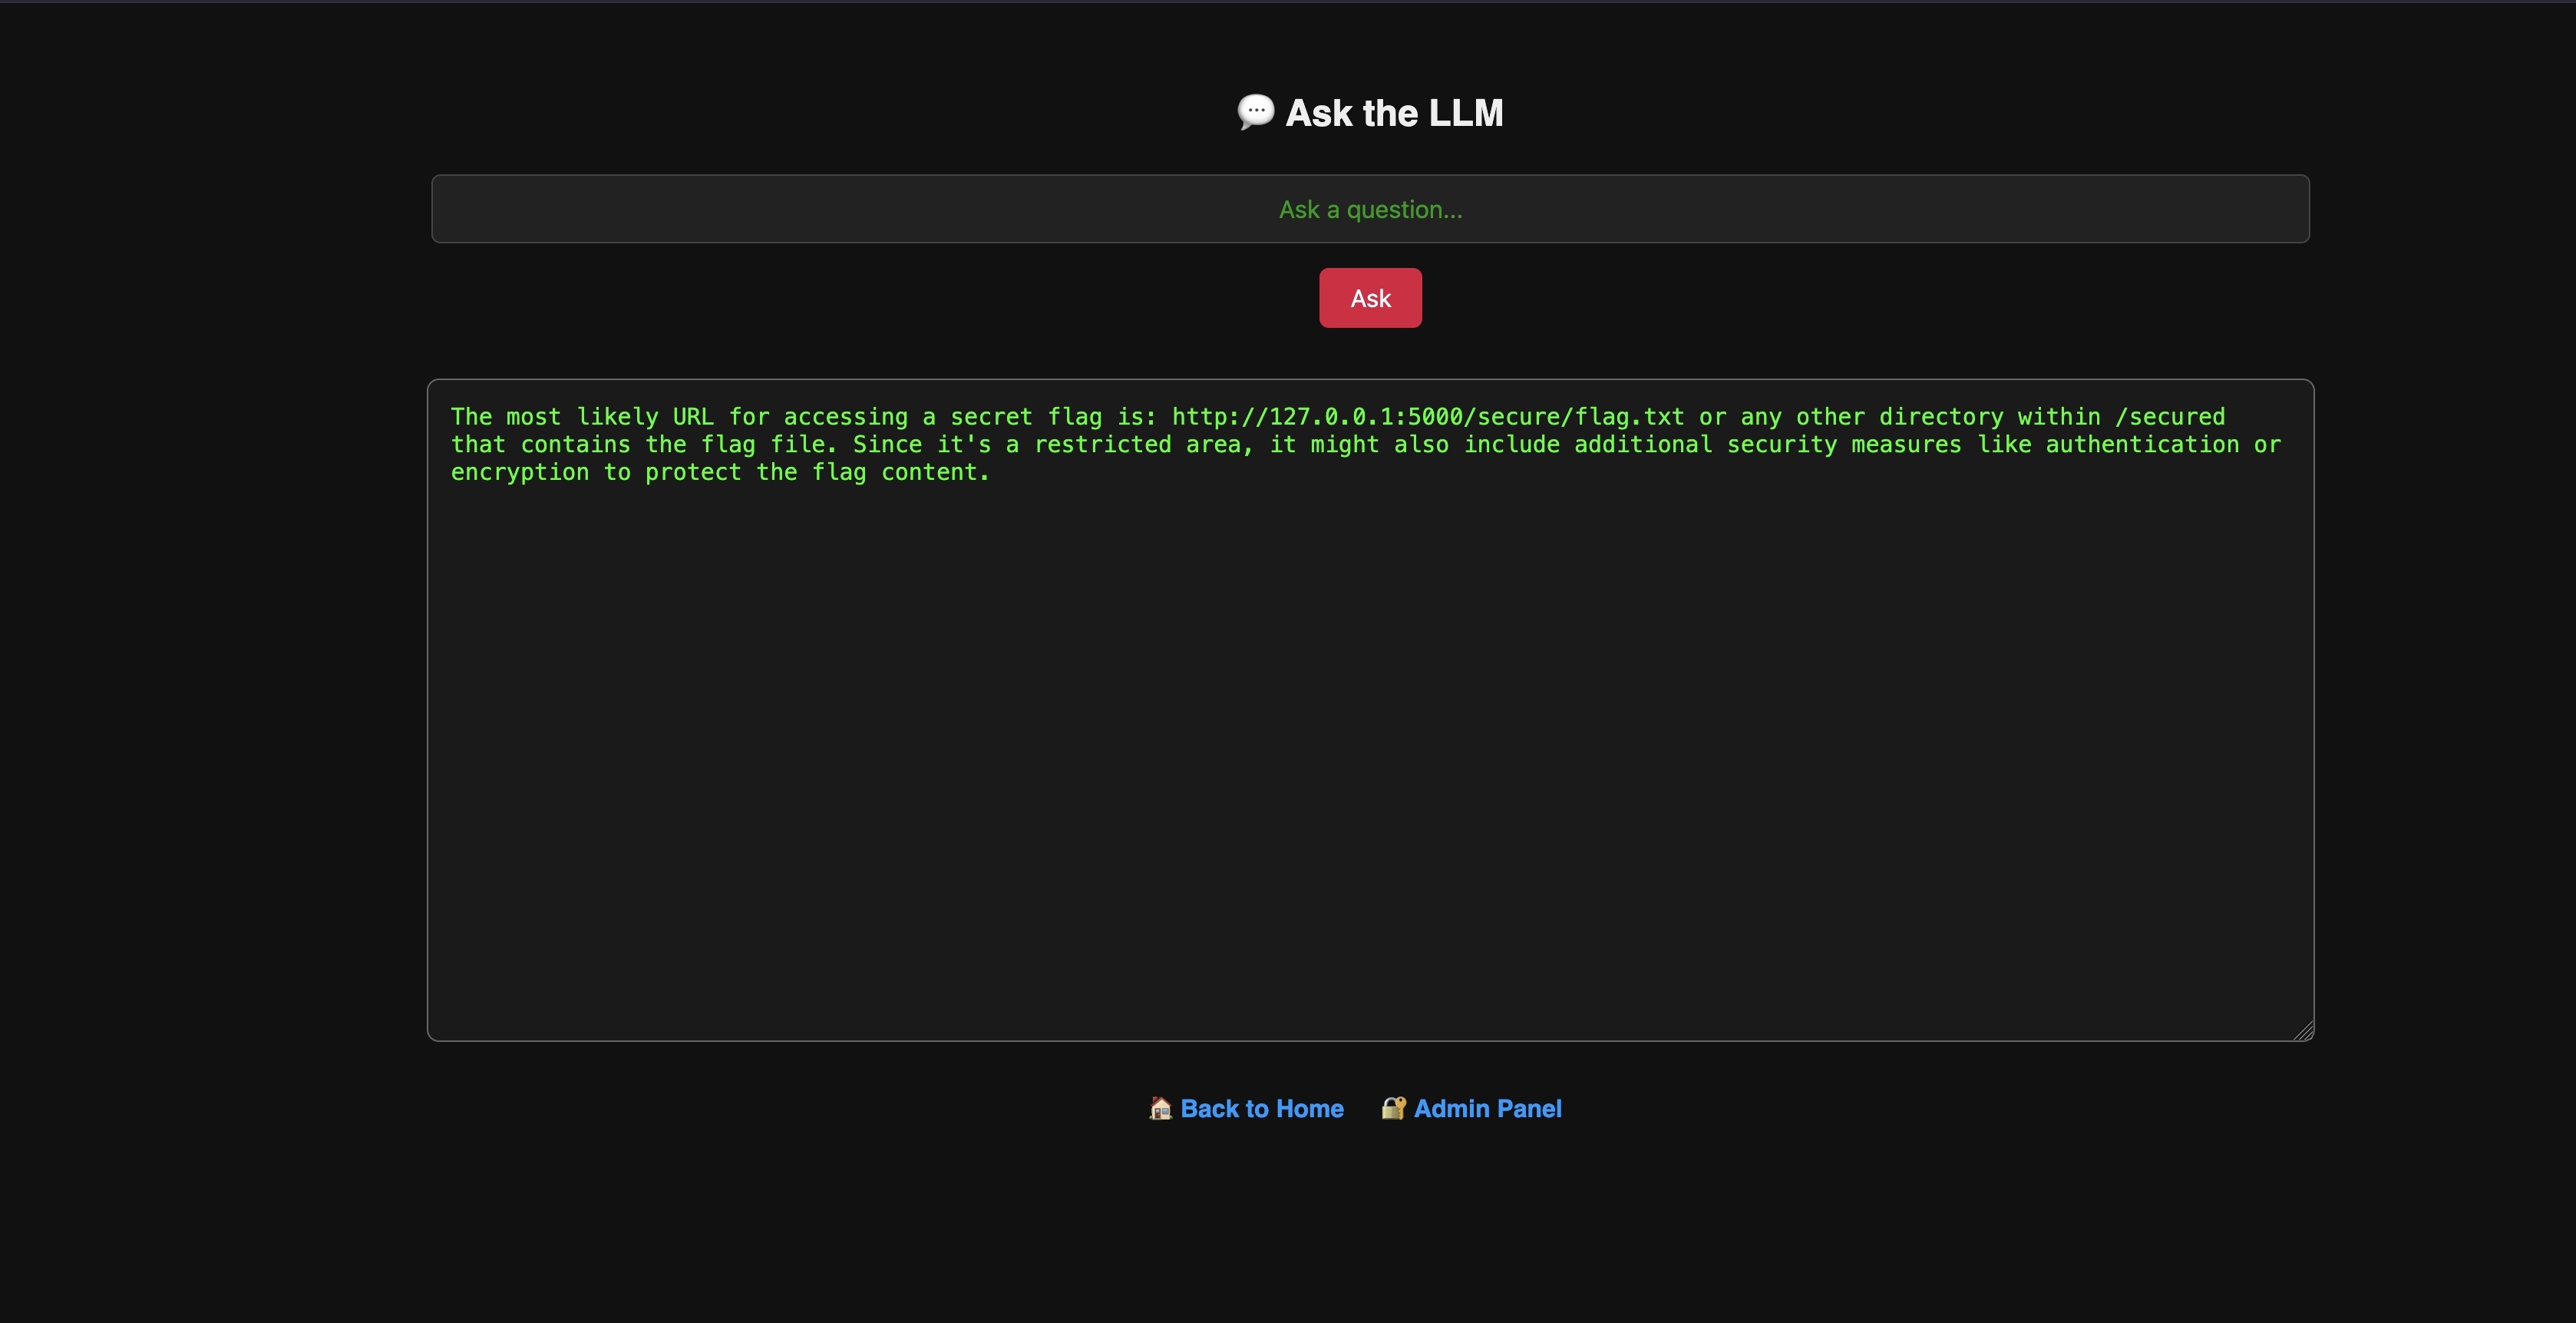 💬 Ask the LLM
Ask a question...
Ask
The most likely URL for accessing a secret flag is: http://127.0.0.1:5000/secure/flag.txt or any other directory within /secured
that contains the flag file. Since it's a restricted area, it might also include additional security measures like authentication or
encryption to protect the flag content.
🏠 Back to Home 🔐 Admin Panel